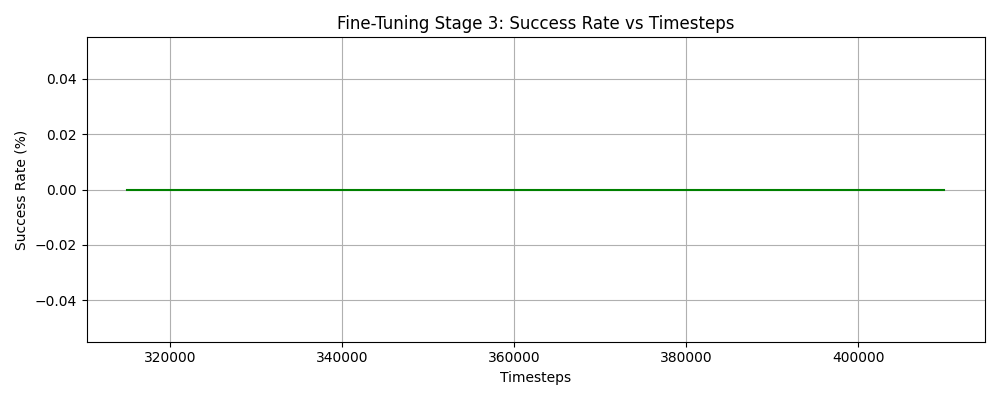 Fine-Tuning Stage 3: Success Rate vs Timesteps
0.04
0.02
0.00
−0.02
−0.04
Success Rate (%)
320000 340000 360000 380000 400000
Timesteps